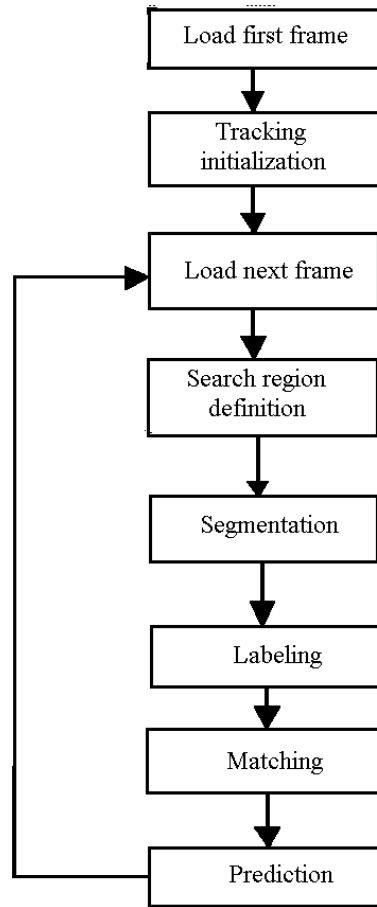 Load first frame
Tracking
initialization
Load next frame
Search region
definition
Segmentation
Labeling
Matching
Prediction